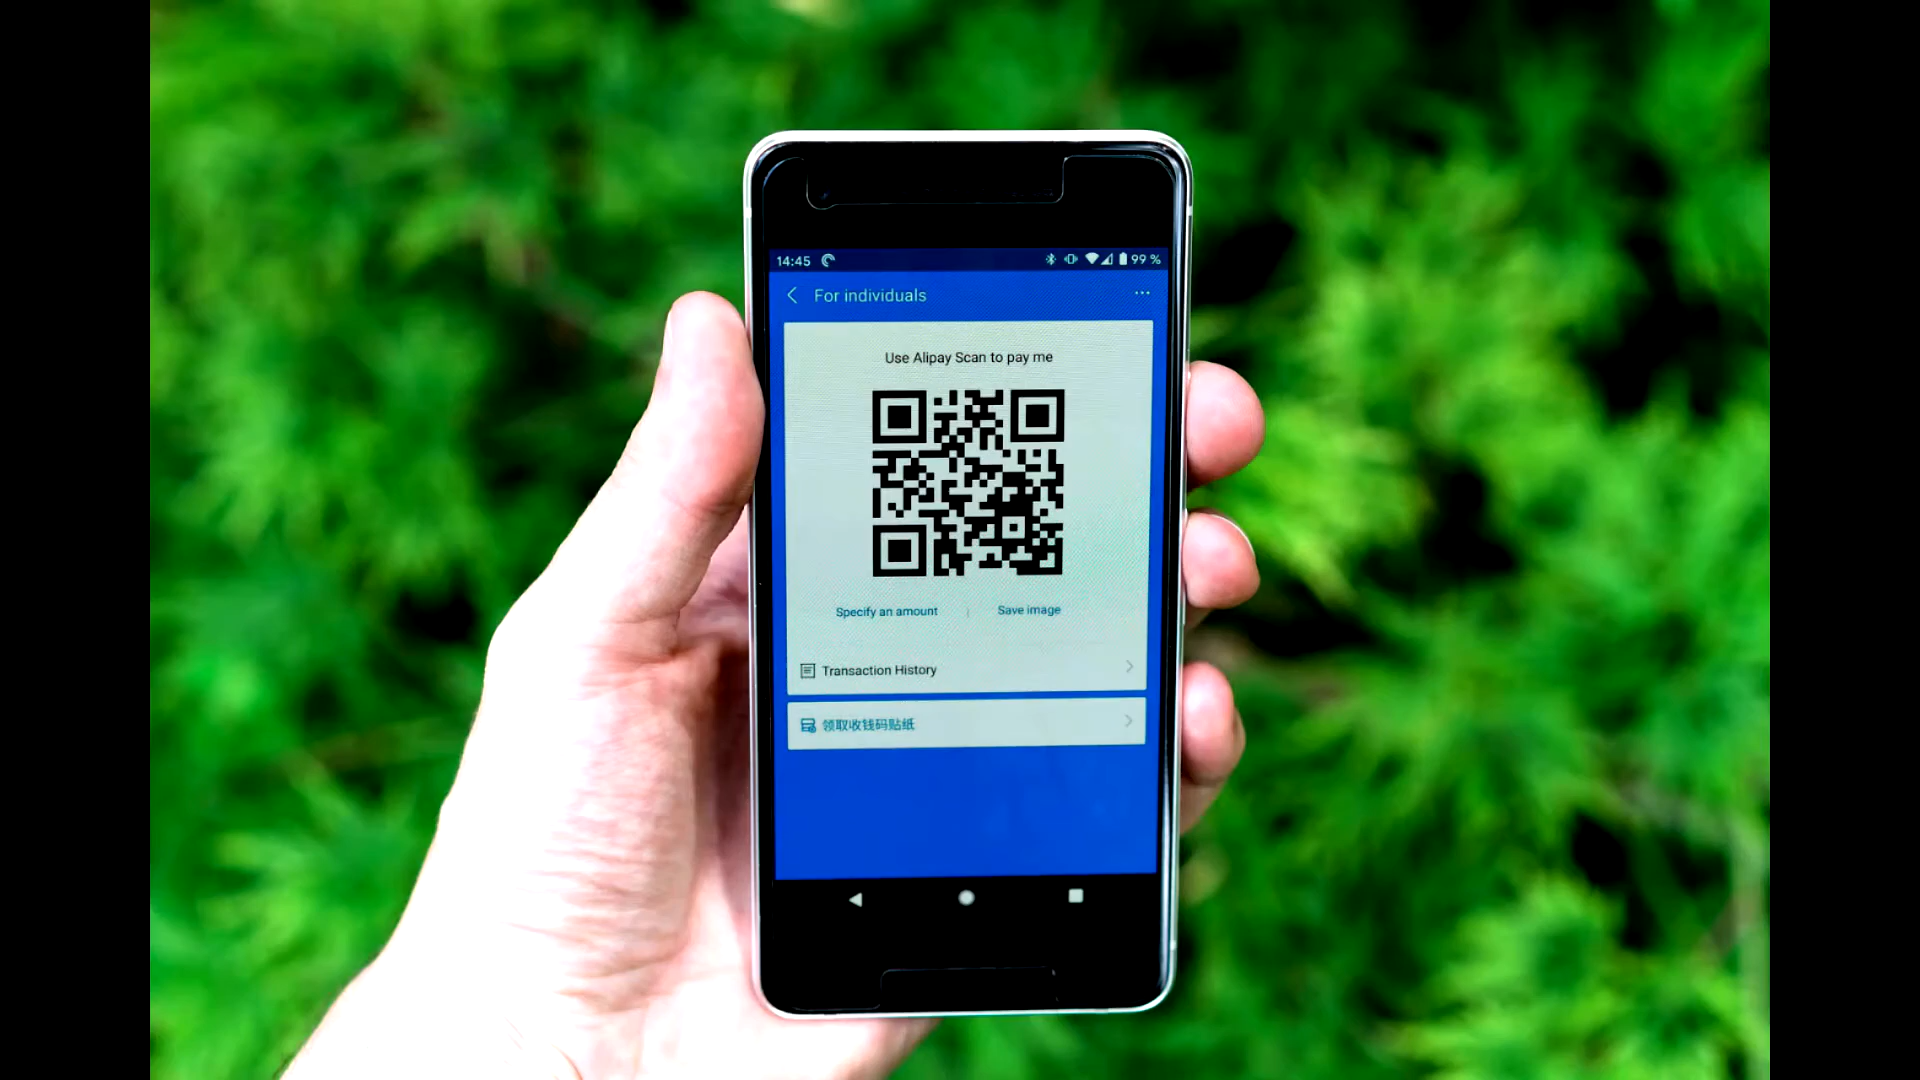 14:45 99 %
For individuals
Use Alipay Scan to pay me
Specify an amount | Save image
Transaction History
领取收钱码贴纸